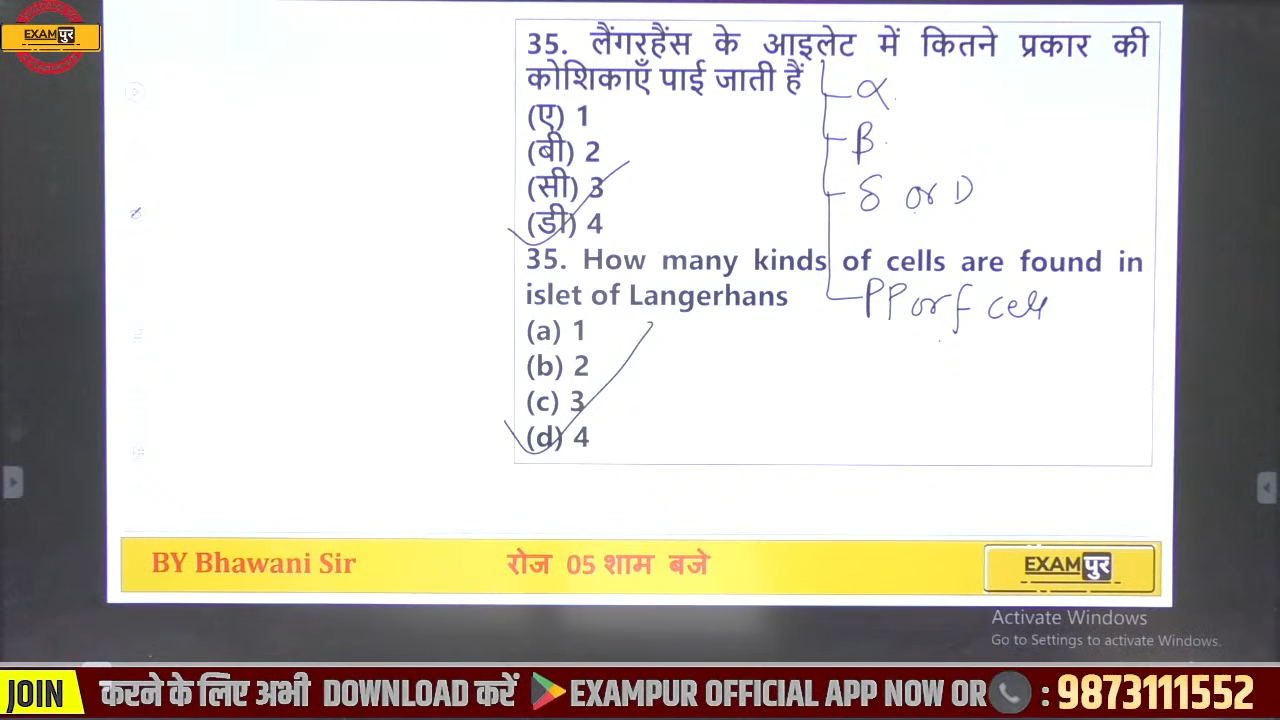 EXAMपुर
35. लैंगरहैंस के आइलेट में कितने प्रकार की
कोशिकाएँ पाई जाती हैं
(ए) 1
(बी) 2
(सी) 3
(डी) 4
α
β
δ or D
35. How many kinds of cells are found in
islet of Langerhans
PP or f cell
(a) 1
(b) 2
(c) 3
(d) 4
BY Bhawani Sir
रोज 05 शाम बजे
EXAMपुर
Activate Windows
Go to Settings to activate Windows.
JOIN करने के लिए अभी DOWNLOAD करें EXAMPUR OFFICIAL APP NOW OR : 9873111552